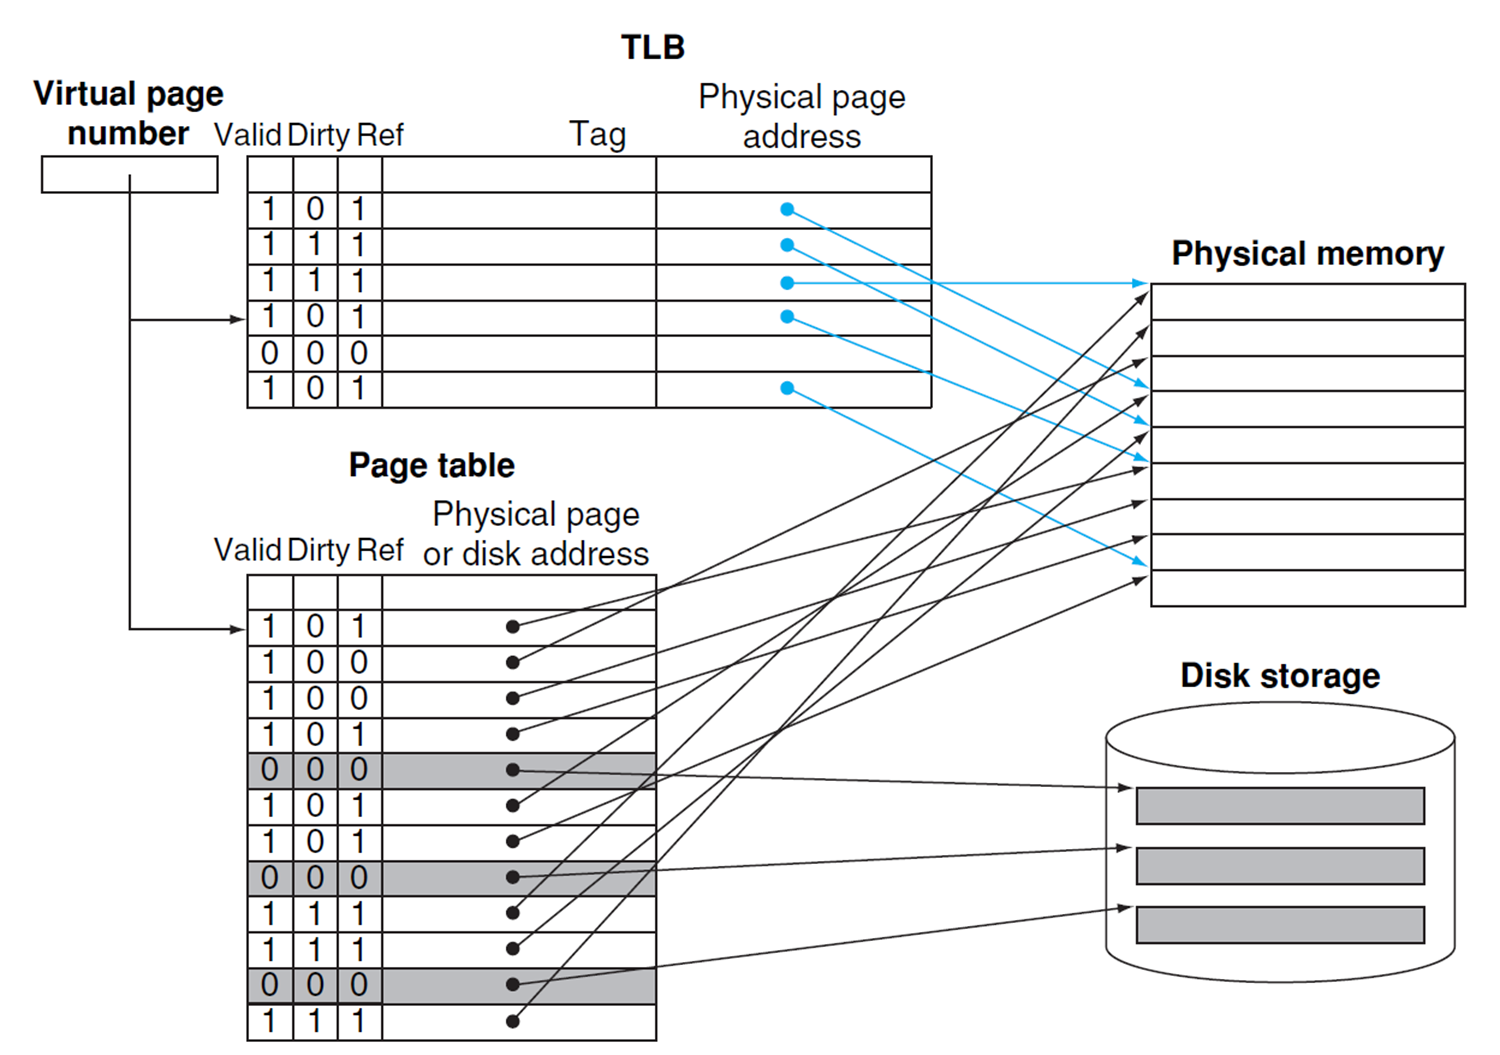 TLB
Virtual page
number
Valid Dirty Ref
Tag
Physical page
address
1 0 1
1 1 1
1 1 1
1 0 1
0 0 0
1 0 1
Physical memory
Page table
Physical page
or disk address
Valid Dirty Ref
1 0 1
1 0 0
1 0 0
1 0 1
0 0 0
1 0 1
1 0 1
0 0 0
1 1 1
1 1 1
0 0 0
1 1 1
Disk storage